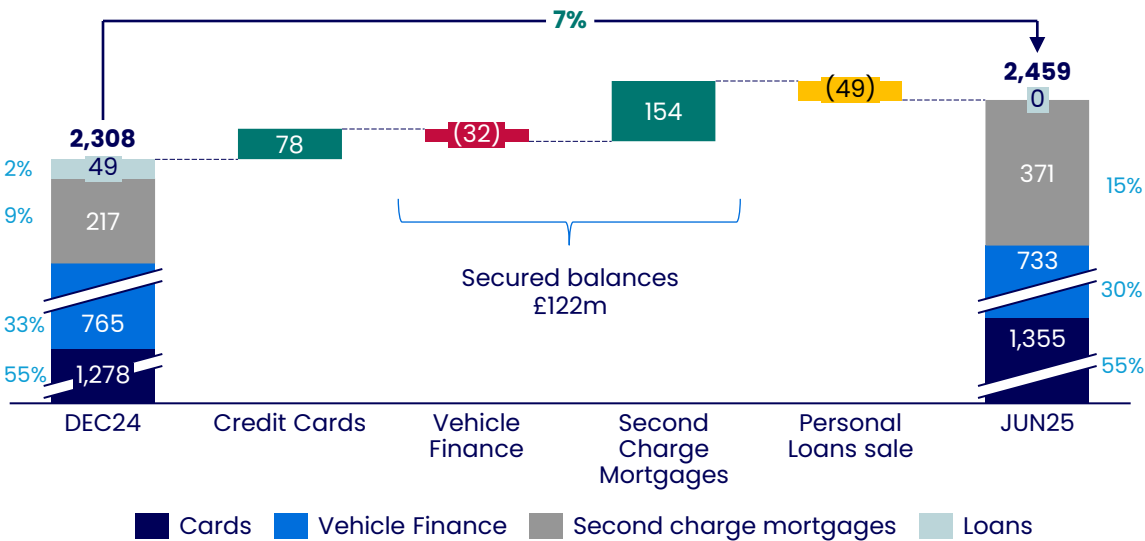 7%
2,308
2,459
2%
49
9%
217
33%
765
55%
1,278
78
(32)
154
(49)
0
371
15%
733
30%
1,355
55%
Secured balances
£122m
DEC24
Credit Cards
Vehicle
Finance
Second
Charge
Mortgages
Personal
Loans sale
JUN25
Cards
Vehicle Finance
Second charge mortgages
Loans